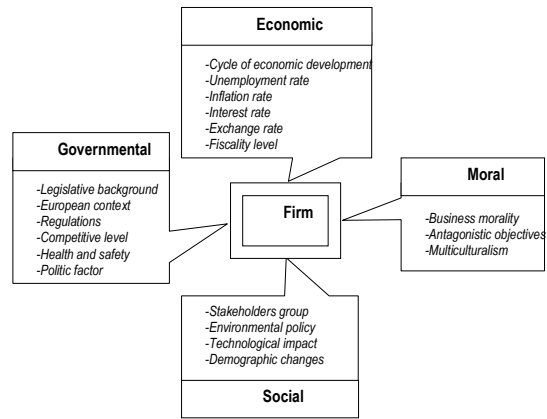 Economic
-Cycle of economic development
-Unemployment rate
-Inflation rate
-Interest rate
-Exchange rate
-Fiscality level
Governmental
-Legislative background
-European context
-Regulations
-Competitive level
-Health and safety
-Politic factor
Firm
Moral
-Business morality
-Antagonistic objectives
-Multiculturalism
-Stakeholders group
-Environmental policy
-Technological impact
-Demographic changes
Social